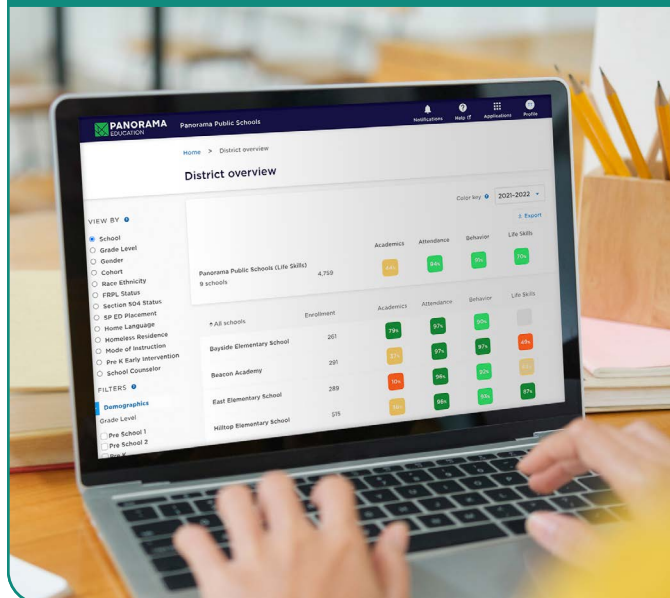 PANORAMA EDUCATION Panorama Public Schools Notifications Help Applications Profile
Home > District overview
District overview
VIEW BY
School
Grade Level
Gender
Cohort
Race Ethnicity
FRPL Status
Section 504 Status
SP ED Placement
Home Language
Homeless Residence
Mode of Instruction
Pre K Early Intervention
School Counselor
FILTERS
Demographics
Grade Level
Pre School 1
Pre School 2
Pre K
Color key 2021-2022
Export
Academics Attendance Behavior Life Skills
Panorama Public Schools (Life Skills) 4,759 94% 70%
9 schools
All schools Enrollment Academics Attendance Behavior Life Skills
Bayside Elementary School 261 79% 97%
Beacon Academy 291 97% 97% 49%
East Elementary School 289 10% 96%
Hilltop Elementary School 515 97%